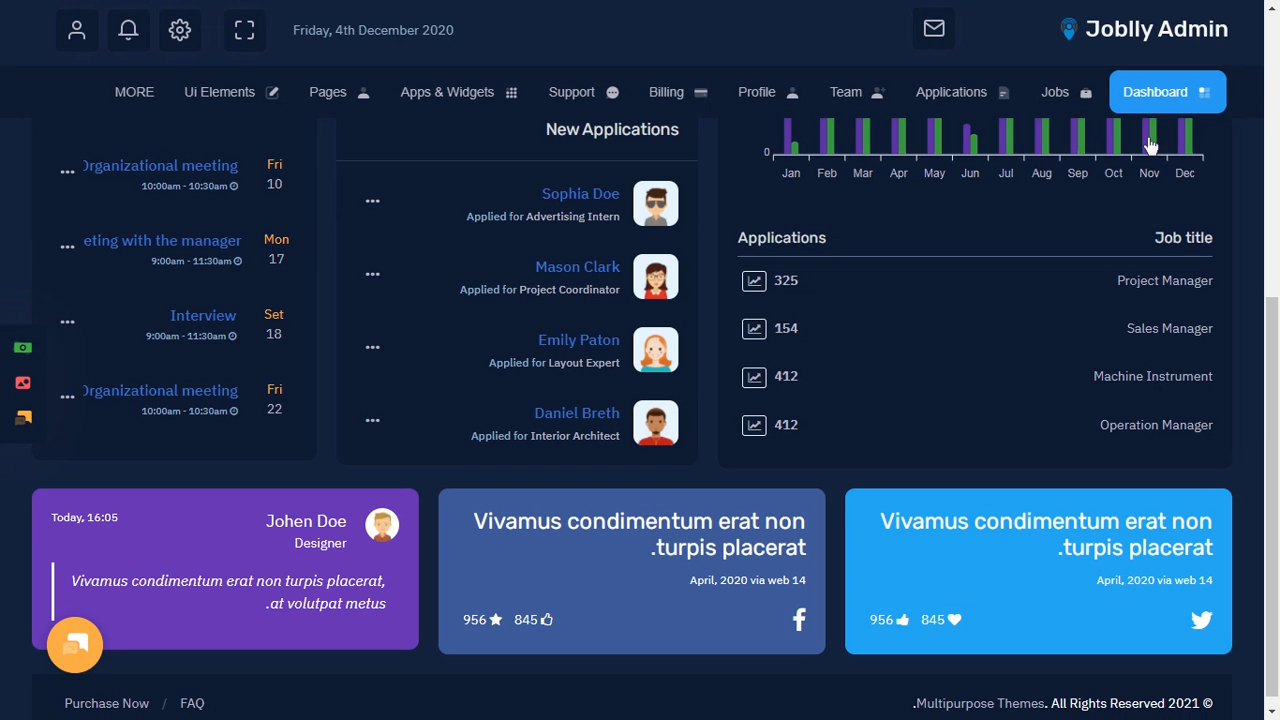 Friday, 4th December 2020
Joblly Admin
MORE
Ui Elements
Pages
Apps & Widgets
Support
Billing
Profile
Team
Applications
Jobs
Dashboard
Organizational meeting
10:00am - 10:30am
Fri
10
eting with the manager
9:00am - 11:30am
Mon
17
Interview
9:00am - 11:30am
Set
18
Organizational meeting
10:00am - 10:30am
Fri
22
New Applications
Sophia Doe
Applied for Advertising Intern
Mason Clark
Applied for Project Coordinator
Emily Paton
Applied for Layout Expert
Daniel Breth
Applied for Interior Architect
0
Jan Feb Mar Apr May Jun Jul Aug Sep Oct Nov Dec
Applications Job title
325 Project Manager
154 Sales Manager
412 Machine Instrument
412 Operation Manager
Today, 16:05
Johen Doe
Designer
Vivamus condimentum erat non turpis placerat,
.at volutpat metus
Vivamus condimentum erat non
.turpis placerat
April, 2020 via web 14
956 845
Vivamus condimentum erat non
.turpis placerat
April, 2020 via web 14
956 845
Purchase Now / FAQ
.Multipurpose Themes. All Rights Reserved 2021 ©